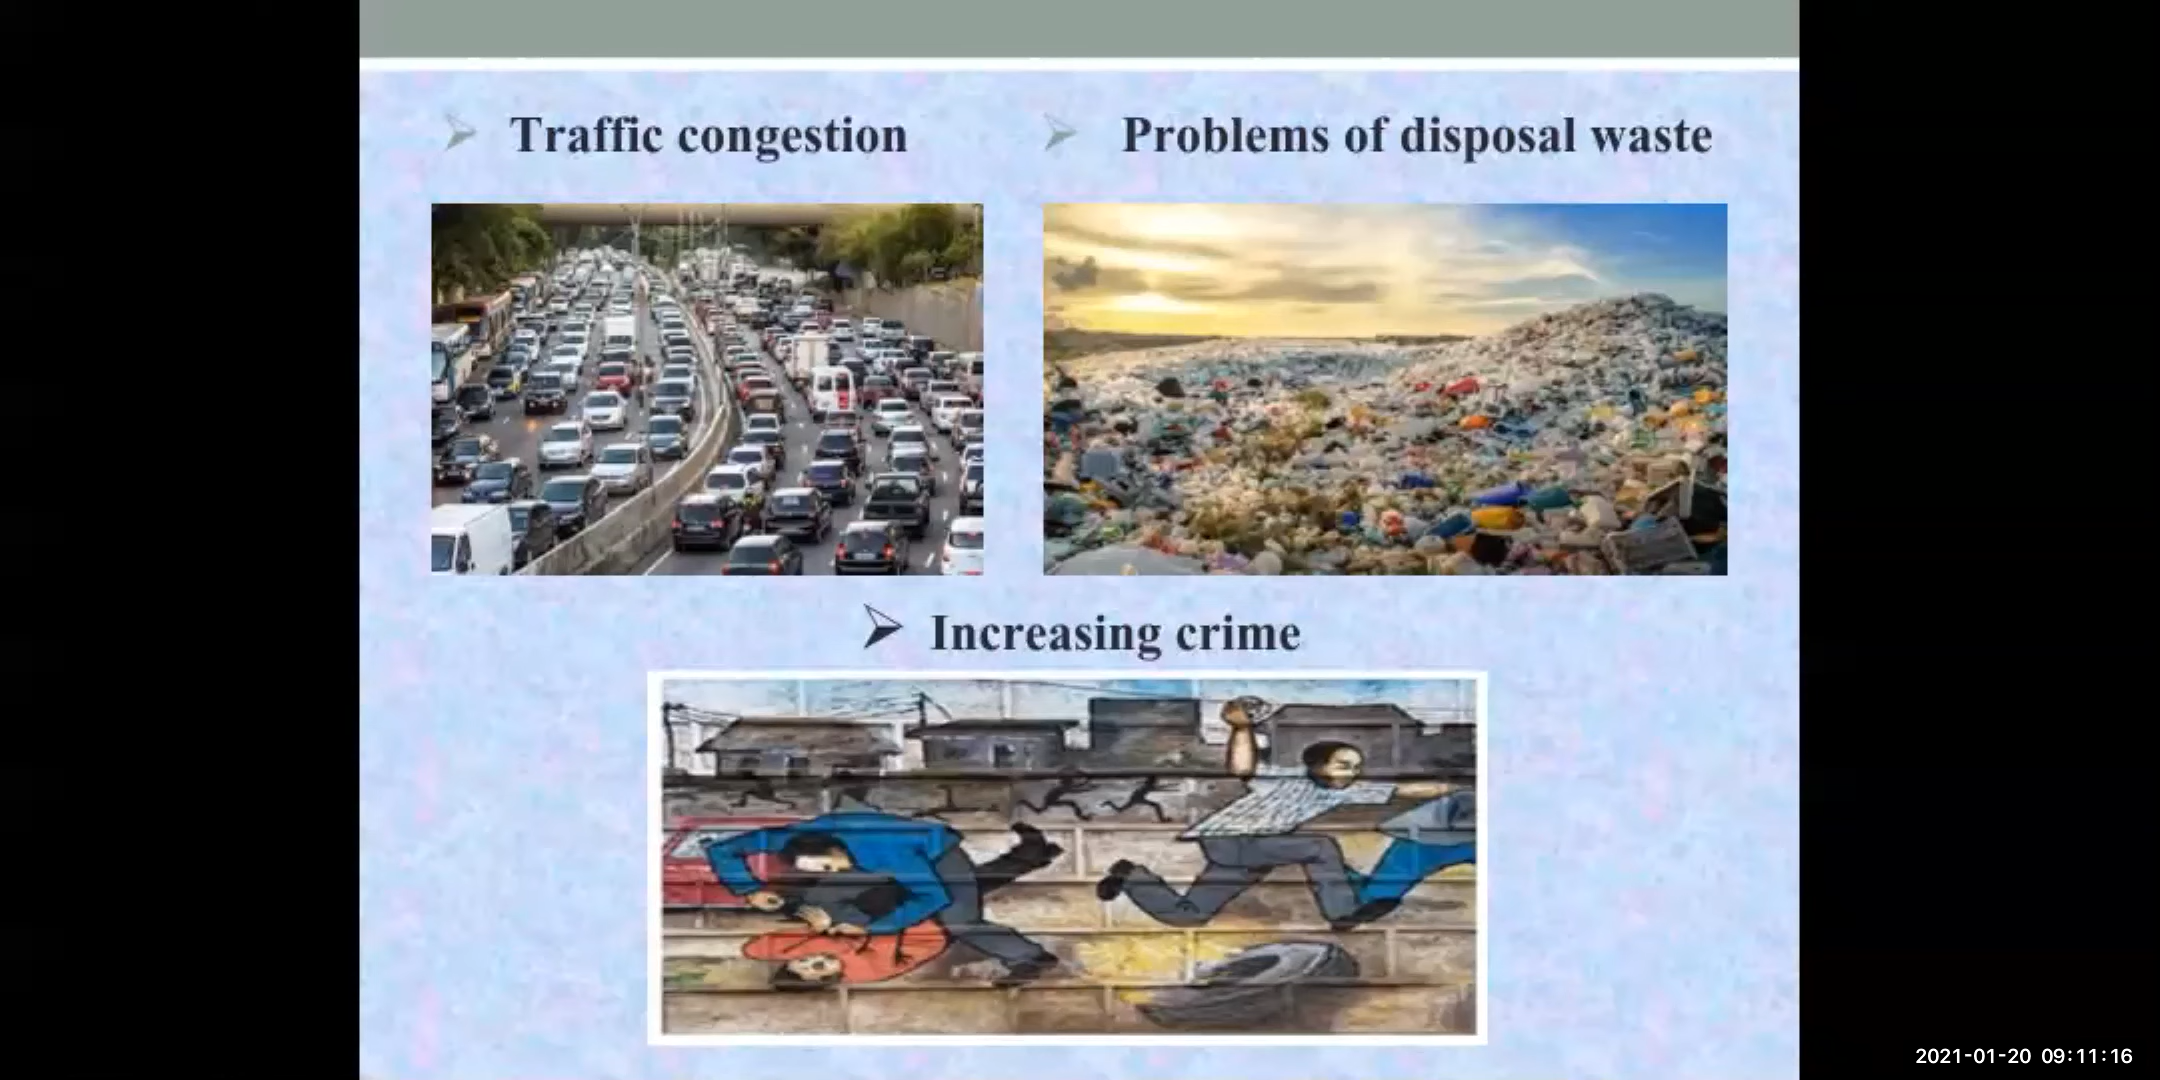 Traffic congestion
Problems of disposal waste
Increasing crime
2021-01-20 09:11:16